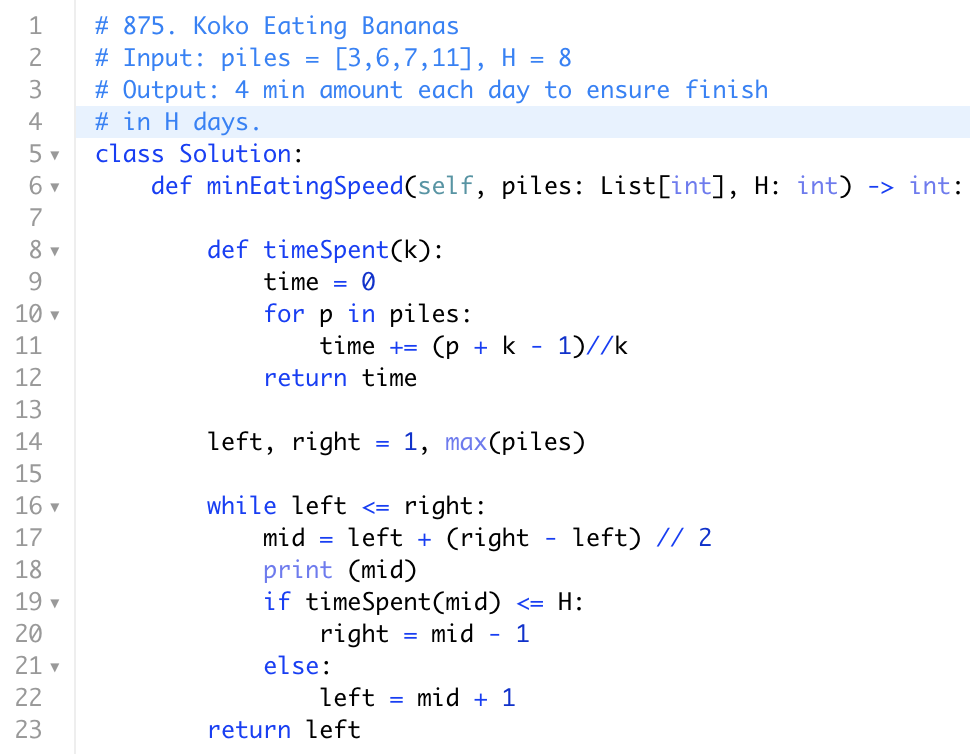 1 # 875. Koko Eating Bananas
2 # Input: piles = [3,6,7,11], H = 8
3 # Output: 4 min amount each day to ensure finish
4 # in H days.
5 class Solution:
6     def minEatingSpeed(self, piles: List[int], H: int) -> int:
7
8         def timeSpent(k):
9             time = 0
10             for p in piles:
11                 time += (p + k - 1)//k
12             return time
13
14         left, right = 1, max(piles)
15
16         while left <= right:
17             mid = left + (right - left) // 2
18             print (mid)
19             if timeSpent(mid) <= H:
20                 right = mid - 1
21             else:
22                 left = mid + 1
23         return left